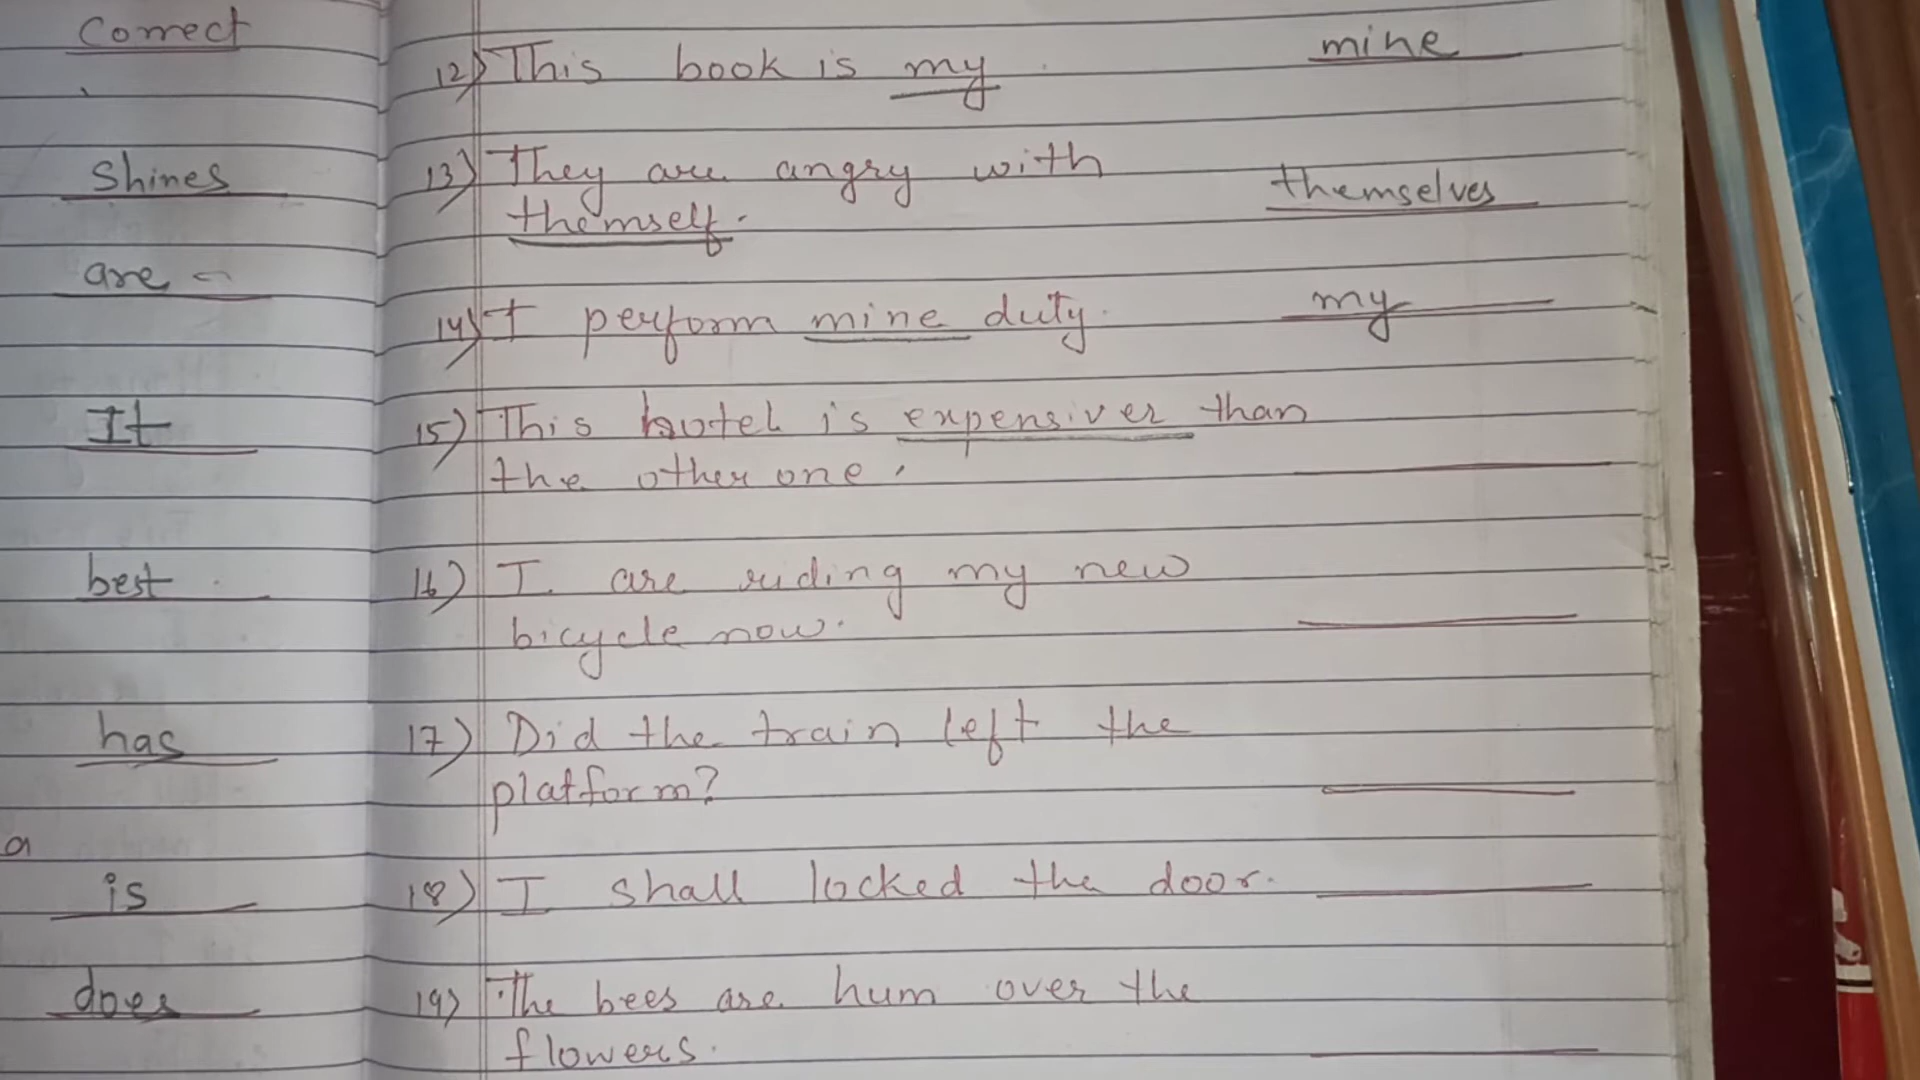 Correct
shines
are -
It
best
has
a
is
does
12) This book is my mine
13) They are angry with
themself. themselves
14) I perform mine duty. my
15) This hotel is expensiver than
the other one.
16) I are riding my new
bicycle now.
17) Did the train left the
platform?
18) I shall locked the door.
19) The bees are hum over the
flowers.